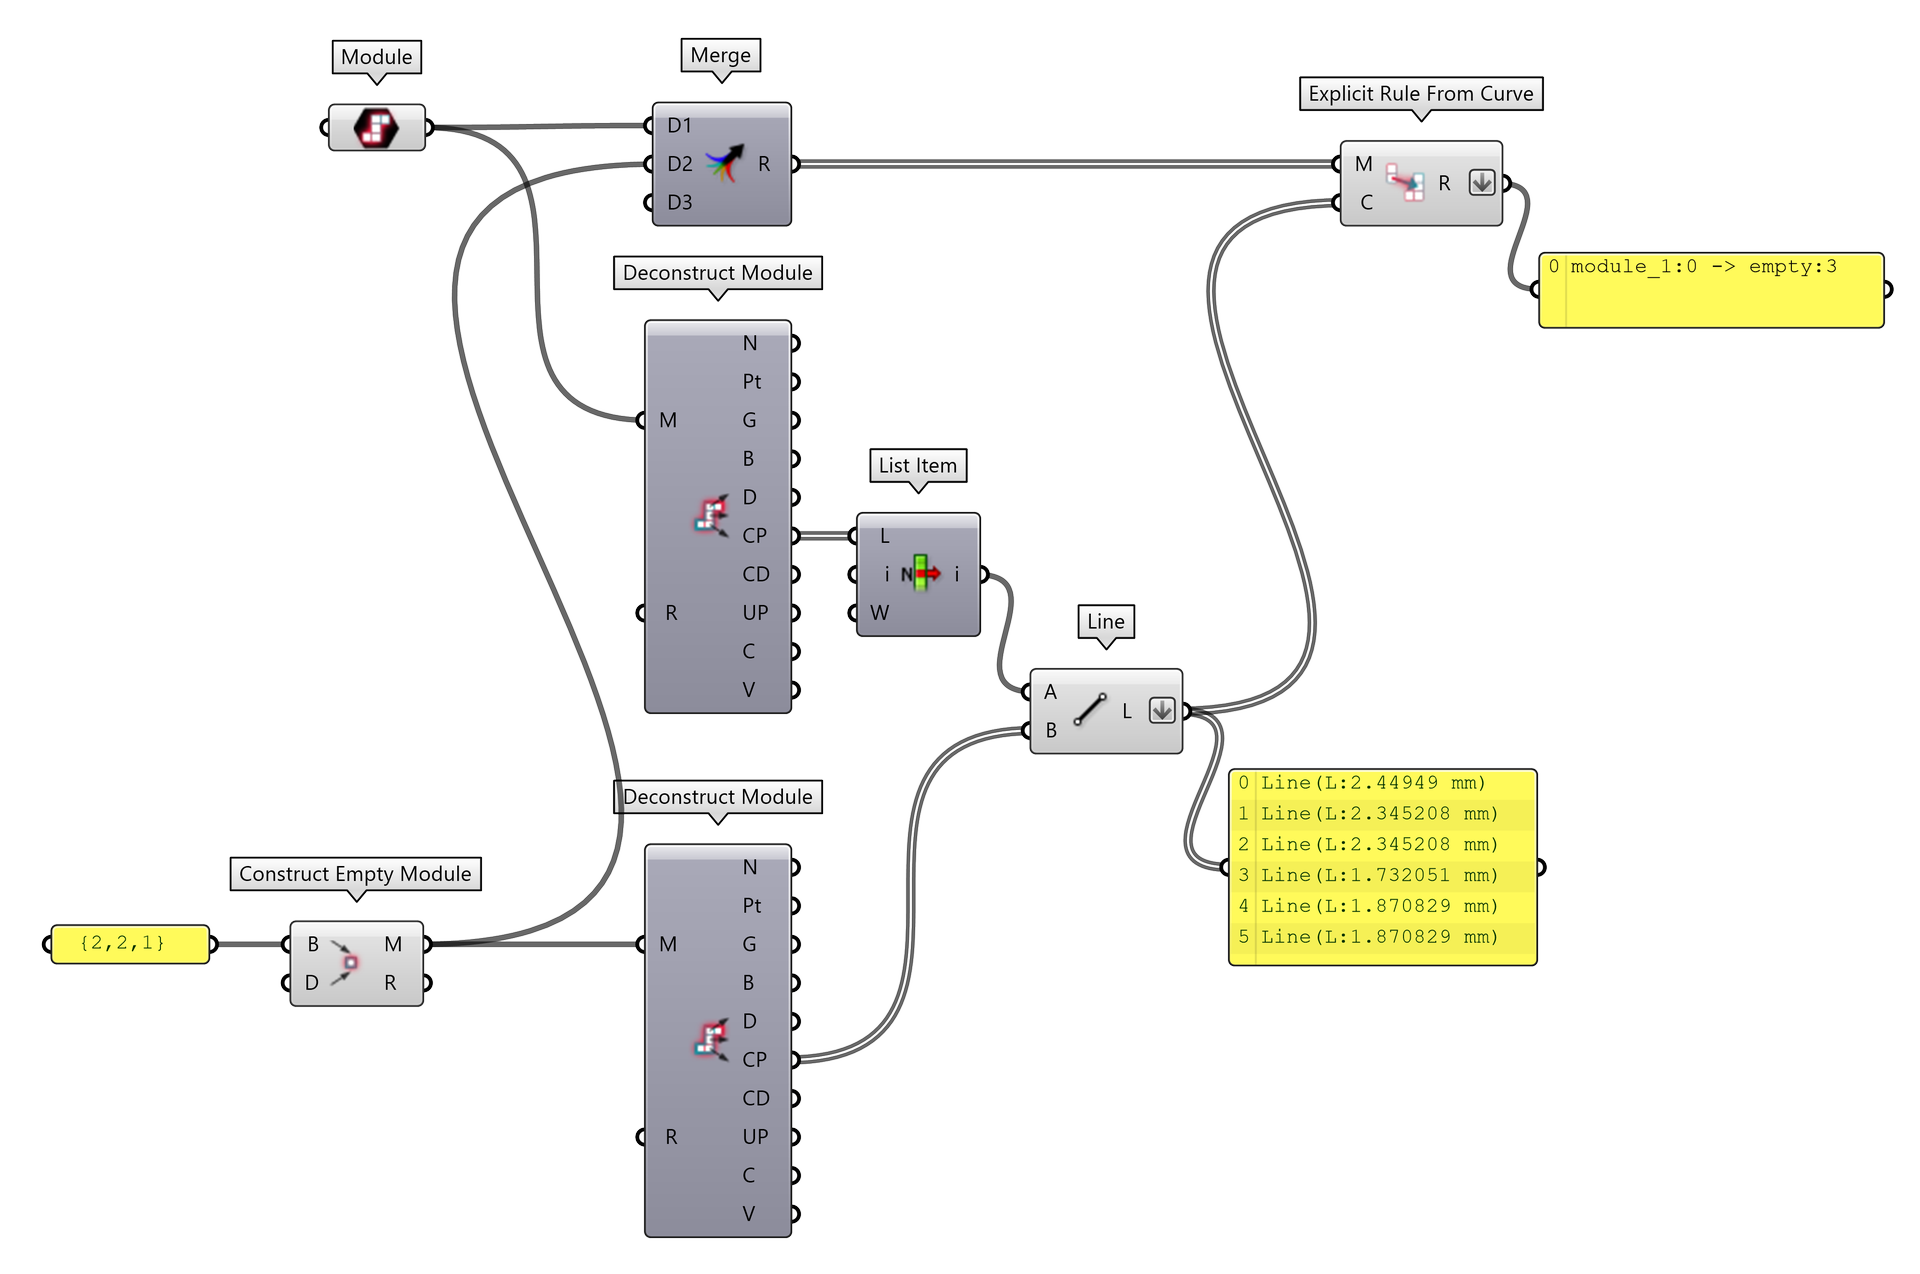 Module
Merge
D1
D2
D3
R
Explicit Rule From Curve
M
C
R
0 module_1:0 -> empty:3
Deconstruct Module
M
R
N
Pt
G
B
D
CP
CD
UP
C
V
List Item
L
i
W
N
i
Line
A
B
L
0 Line(L:2.44949 mm)
1 Line(L:2.345208 mm)
2 Line(L:2.345208 mm)
3 Line(L:1.732051 mm)
4 Line(L:1.870829 mm)
5 Line(L:1.870829 mm)
Deconstruct Module
M
R
N
Pt
G
B
D
CP
CD
UP
C
V
Construct Empty Module
{2,2,1}
B
D
M
R